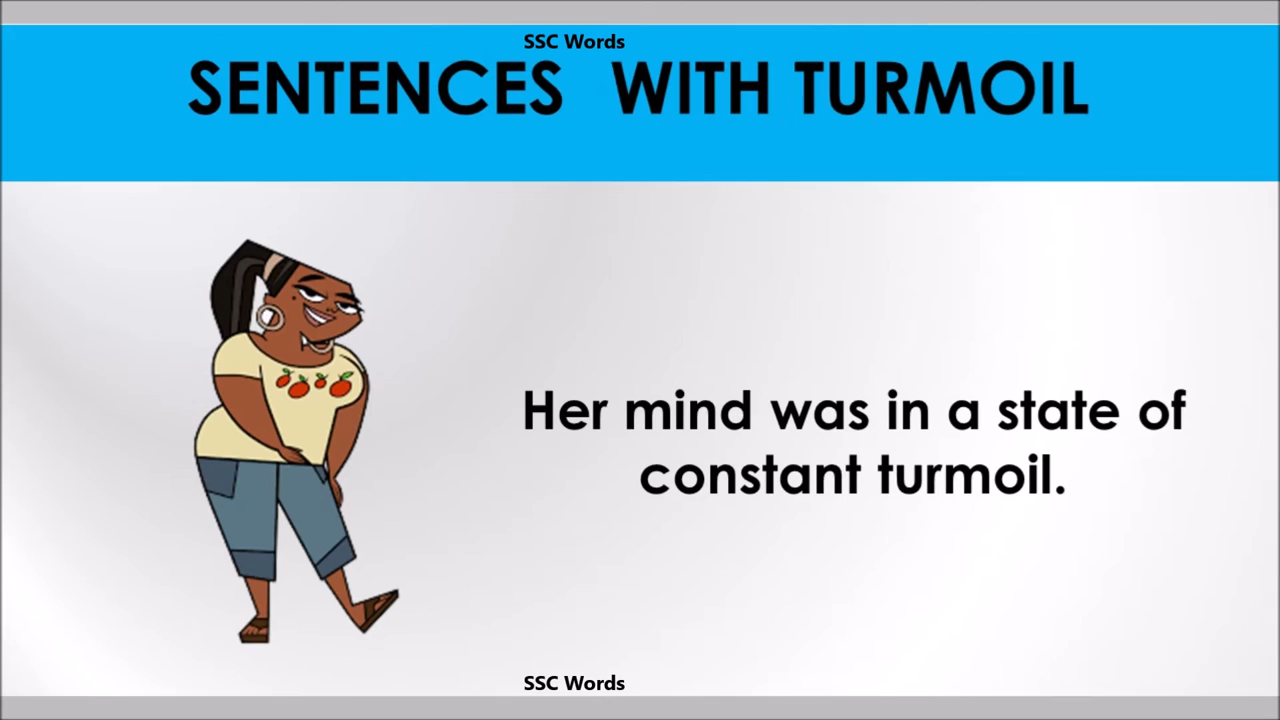 SSC Words
SENTENCES WITH TURMOIL
Her mind was in a state of
constant turmoil.
SSC Words